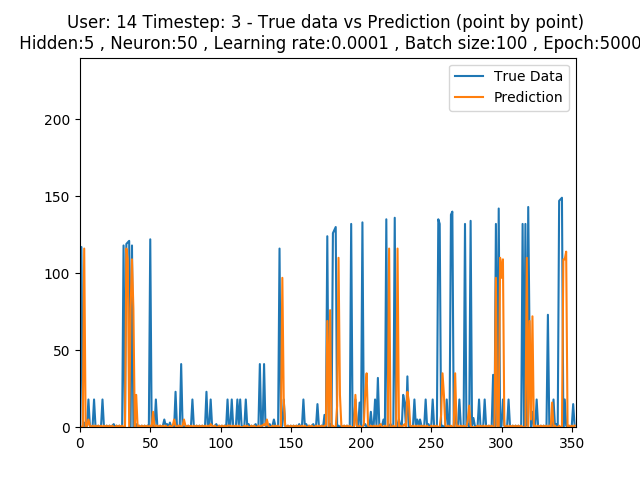 User: 14 Timestep: 3 - True data vs Prediction (point by point)
Hidden:5 , Neuron:50 , Learning rate:0.0001 , Batch size:100 , Epoch:5000
True Data
Prediction
200
150
100
50
0
0 50 100 150 200 250 300 350